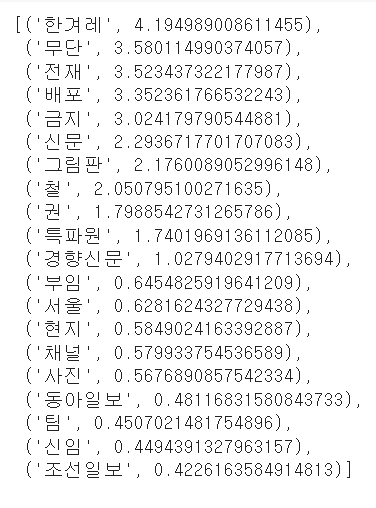 [('한겨레', 4.194989008611455),
('무단', 3.580114990374057),
('전재', 3.523437322177987),
('배포', 3.352361766532243),
('금지', 3.024179790544881),
('신문', 2.2936717701707083),
('그림판', 2.1760089052996148),
('철', 2.050795100271635),
('권', 1.7988542731265786),
('특파원', 1.7401969136112085),
('경향신문', 1.0279402917713694),
('부임', 0.6454825919641209),
('서울', 0.6281624327729438),
('현지', 0.5849024163392887),
('채널', 0.579933754536589),
('사진', 0.5676890857542334),
('동아일보', 0.48116831580843733),
('팀', 0.4507021481754896),
('신임', 0.4494391327963157),
('조선일보', 0.4226163584914813)]